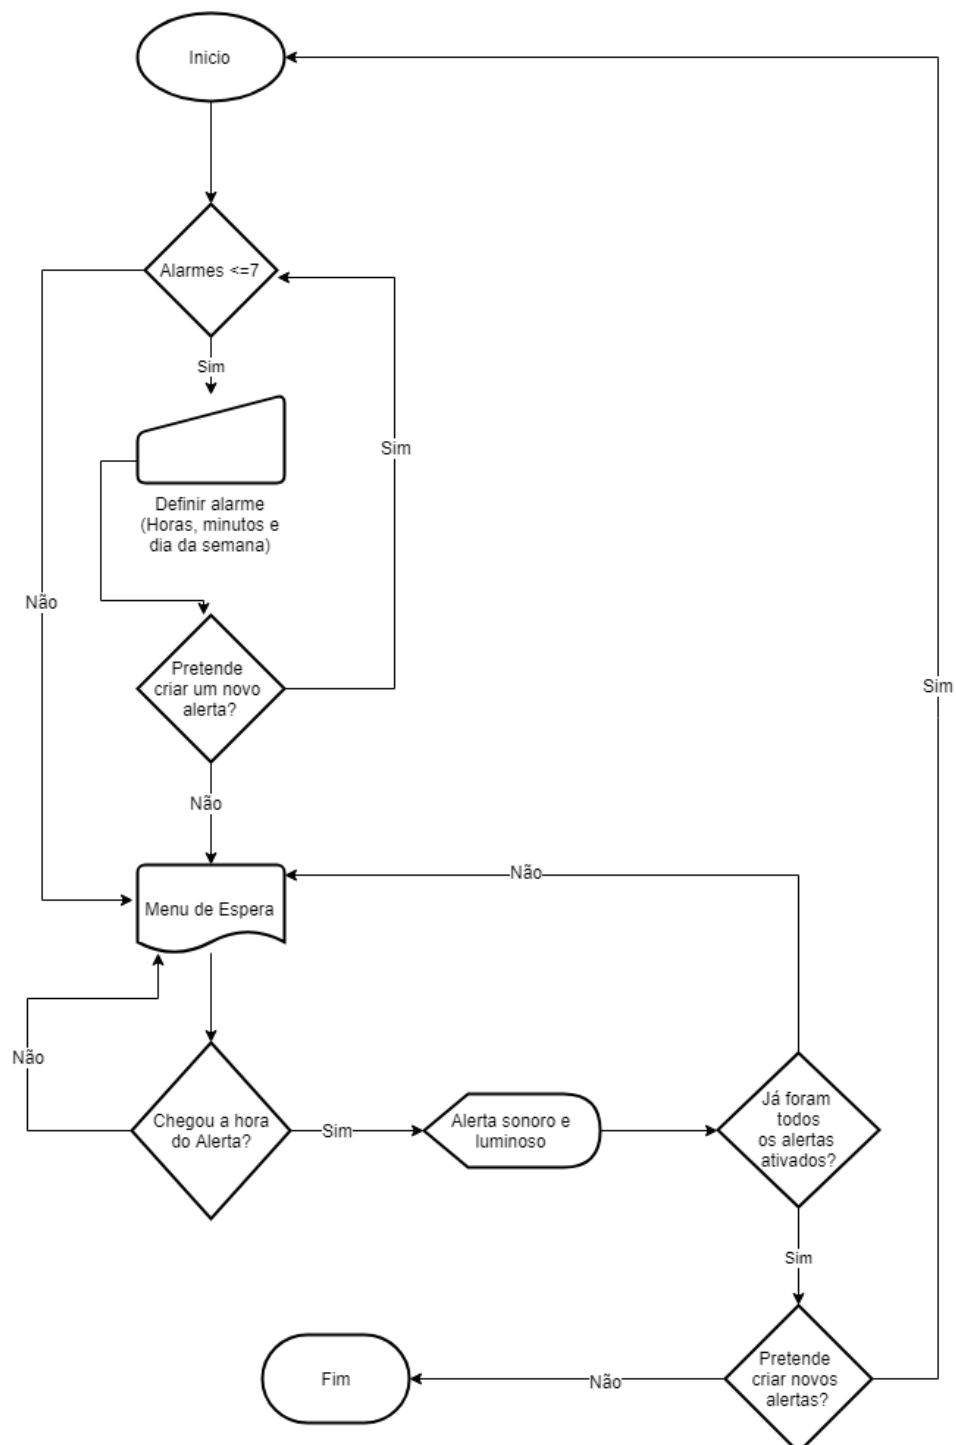 Inicio
Alarmes <=7
Sim
Definir alarme
(Horas, minutos e
dia da semana)
Sim
Não
Pretende
criar um novo
alerta?
Sim
Não
Não
Menu de Espera
Não
Chegou a hora
do Alerta?
Sim
Alerta sonoro e
luminoso
Já foram
todos
os alertas
ativados?
Sim
Pretende
criar novos
alertas?
Não
Fim